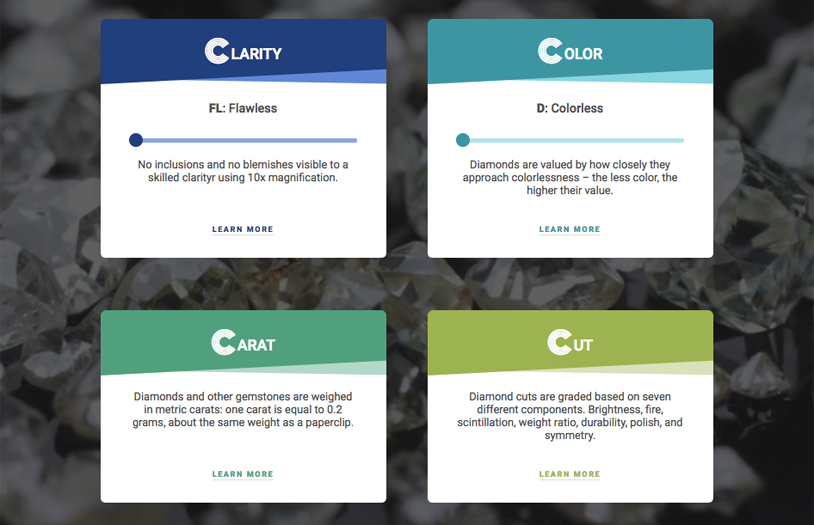 CLARITY
FL: Flawless
No inclusions and no blemishes visible to a
skilled clarityr using 10x magnification.
LEARN MORE
COLOR
D: Colorless
Diamonds are valued by how closely they
approach colorlessness – the less color, the
higher their value.
LEARN MORE
CARAT
Diamonds and other gemstones are weighed
in metric carats: one carat is equal to 0.2
grams, about the same weight as a paperclip.
LEARN MORE
CUT
Diamond cuts are graded based on seven
different components. Brightness, fire,
scintillation, weight ratio, durability, polish, and
symmetry.
LEARN MORE